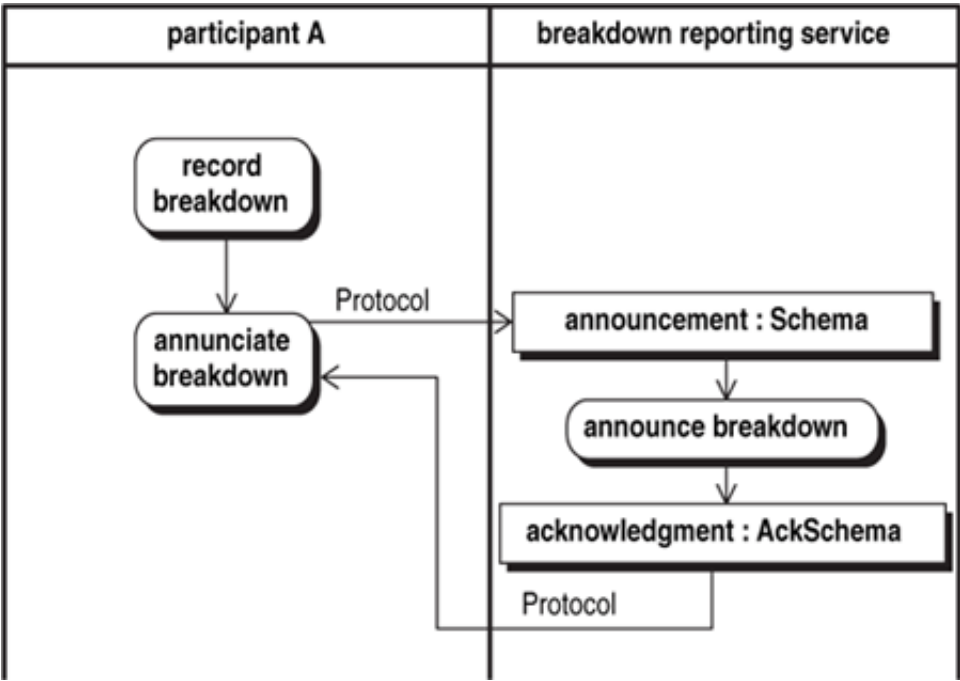 participant A
breakdown reporting service
record
breakdown
Protocol
announcement : Schema
annunciate
breakdown
announce breakdown
acknowledgment : AckSchema
Protocol